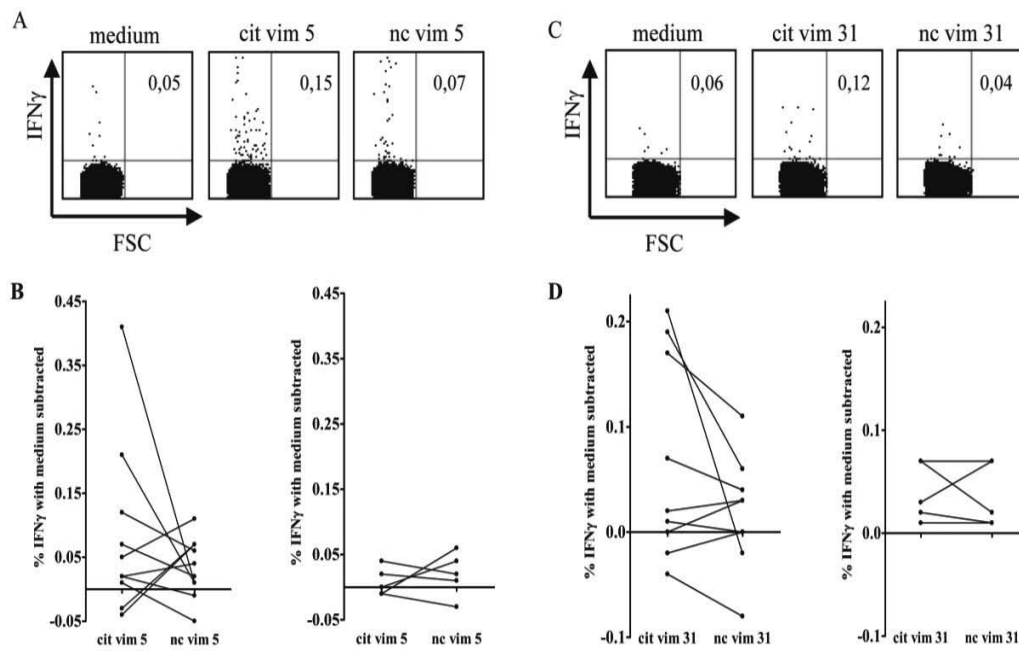 A
medium
cit vim 5
nc vim 5
IFNγ
0,05
0,15
0,07
FSC
C
medium
cit vim 31
nc vim 31
IFNγ
0,06
0,12
0,04
FSC
B
% IFNγ with medium subtracted
0.45
0.35
0.25
0.15
0.05
-0.05
cit vim 5
nc vim 5
% IFNγ with medium subtracted
0.45
0.35
0.25
0.15
0.05
-0.05
cit vim 5
nc vim 5
D
% IFNγ with medium subtracted
0.2
0.1
0.0
-0.1
cit vim 31
nc vim 31
% IFNγ with medium subtracted
0.2
0.1
0.0
-0.1
cit vim 31
nc vim 31